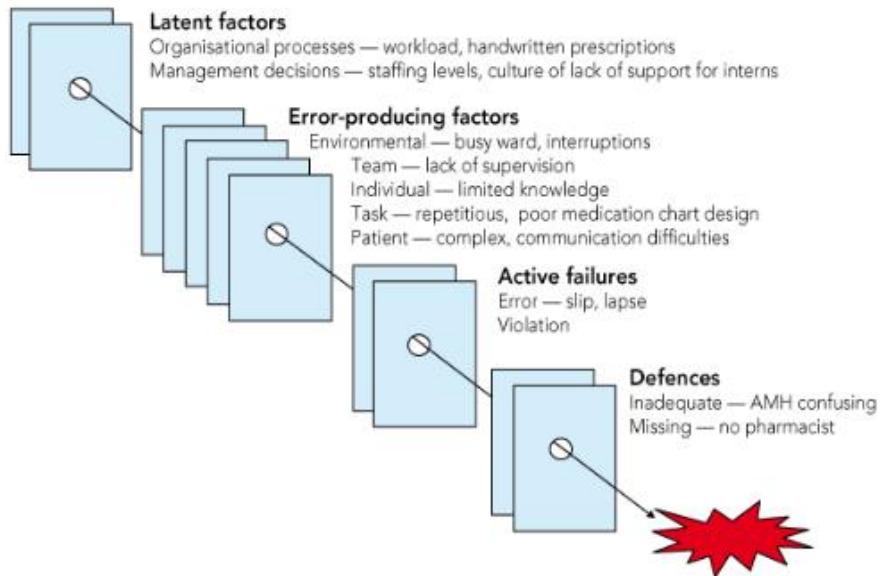 Latent factors
Organisational processes — workload, handwritten prescriptions
Management decisions — staffing levels, culture of lack of support for interns
Error-producing factors
Environmental — busy ward, interruptions
Team — lack of supervision
Individual — limited knowledge
Task — repetitious, poor medication chart design
Patient — complex, communication difficulties
Active failures
Error — slip, lapse
Violation
Defences
Inadequate — AMH confusing
Missing — no pharmacist